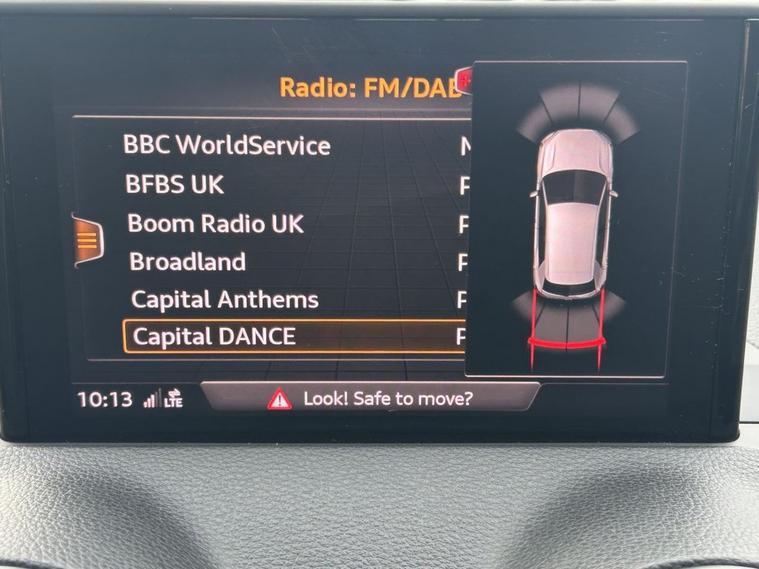 Radio: FM/DAB
BBC WorldService
BFBS UK
Boom Radio UK
Broadland
Capital Anthems
Capital DANCE
10:13 LTE Look! Safe to move?